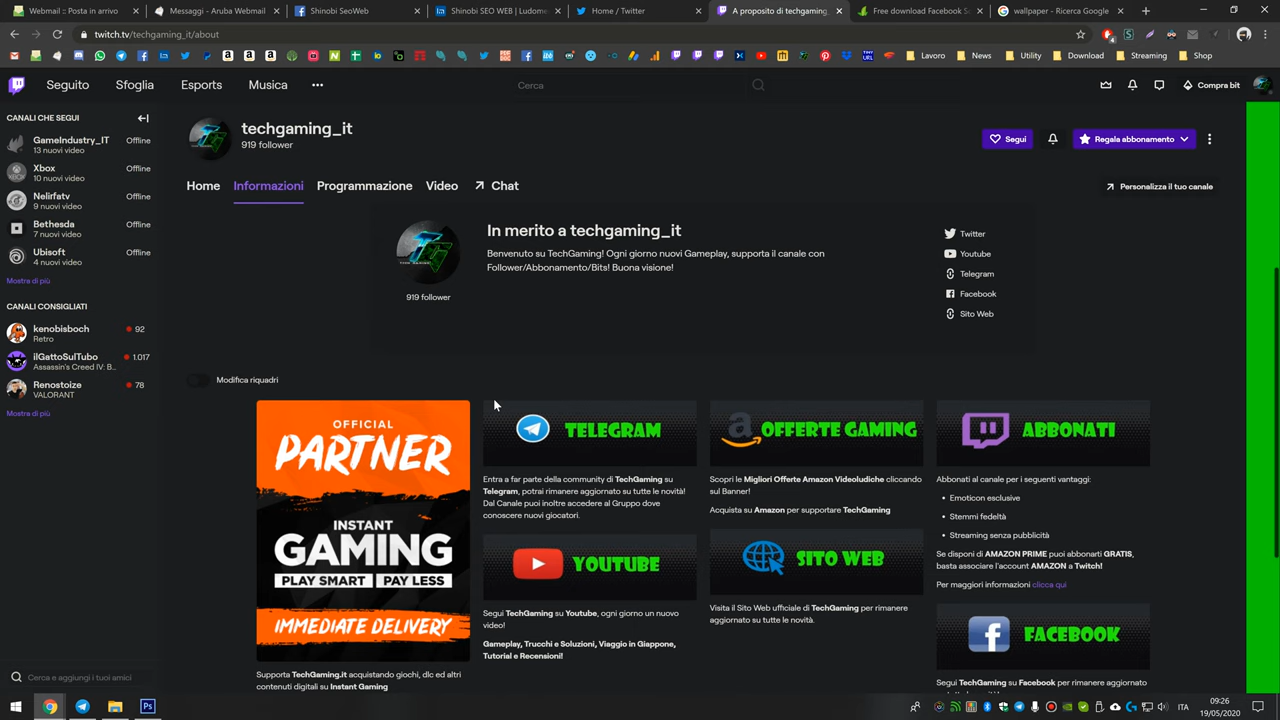 Webmail :: Posta in arrivo
Messaggi - Aruba Webmail
Shinobi SeoWeb
Shinobi SEO WEB | Ludome
Home / Twitter
A proposito di techgaming_
Free download Facebook S
wallpaper - Ricerca Google
twitch.tv/techgaming_it/about
Lavoro
News
Utility
Download
Streaming
Shop
Seguito
Sfoglia
Esports
Musica
Cerca
Compra bit
CANALI CHE SEGUI
GameIndustry_IT
Offline
13 nuovi video
Xbox
Offline
10 nuovi video
Nelirfatv
Offline
9 nuovi video
Bethesda
Offline
7 nuovi video
Ubisoft
Offline
4 nuovi video
Mostra di più
CANALI CONSIGLIATI
kenobisboch
92
Retro
ilGattoSulTubo
1.017
Assassin's Creed IV: B...
Renostoize
78
VALORANT
Mostra di più
Cerca e aggiungi i tuoi amici
techgaming_it
919 follower
Segui
Regala abbonamento
Home
Informazioni
Programmazione
Video
Chat
Personalizza il tuo canale
919 follower
In merito a techgaming_it
Benvenuto su TechGaming! Ogni giorno nuovi Gameplay, supporta il canale con
Follower/Abbonamento/Bits! Buona visione!
Twitter
Youtube
Telegram
Facebook
Sito Web
Modifica riquadri
OFFICIAL
PARTNER
INSTANT
GAMING
PLAY SMART | PAY LESS
IMMEDIATE DELIVERY
Supporta TechGaming.it acquistando giochi, dlc ed altri
contenuti digitali su Instant Gaming
TELEGRAM
Entra a far parte della community di TechGaming su
Telegram, potrai rimanere aggiornato su tutte le novità!
Dal Canale puoi inoltre accedere al Gruppo dove
conoscere nuovi giocatori.
YOUTUBE
Segui TechGaming su Youtube, ogni giorno un nuovo
video!
Gameplay, Trucchi e Soluzioni, Viaggio in Giappone,
Tutorial e Recensioni!
OFFERTE GAMING
Scopri le Migliori Offerte Amazon Videoludiche cliccando
sul Banner!
Acquista su Amazon per supportare TechGaming
SITO WEB
Visita il Sito Web ufficiale di TechGaming per rimanere
aggiornato su tutte le novità.
ABBONATI
Abbonati al canale per i seguenti vantaggi:
• Emoticon esclusive
• Stemmi fedeltà
• Streaming senza pubblicità
Se disponi di AMAZON PRIME puoi abbonarti GRATIS,
basta associare l'account AMAZON a Twitch!
Per maggiori informazioni clicca qui
FACEBOOK
Segui TechGaming su Facebook per rimanere aggiornato
ITA
09:26
19/05/2020